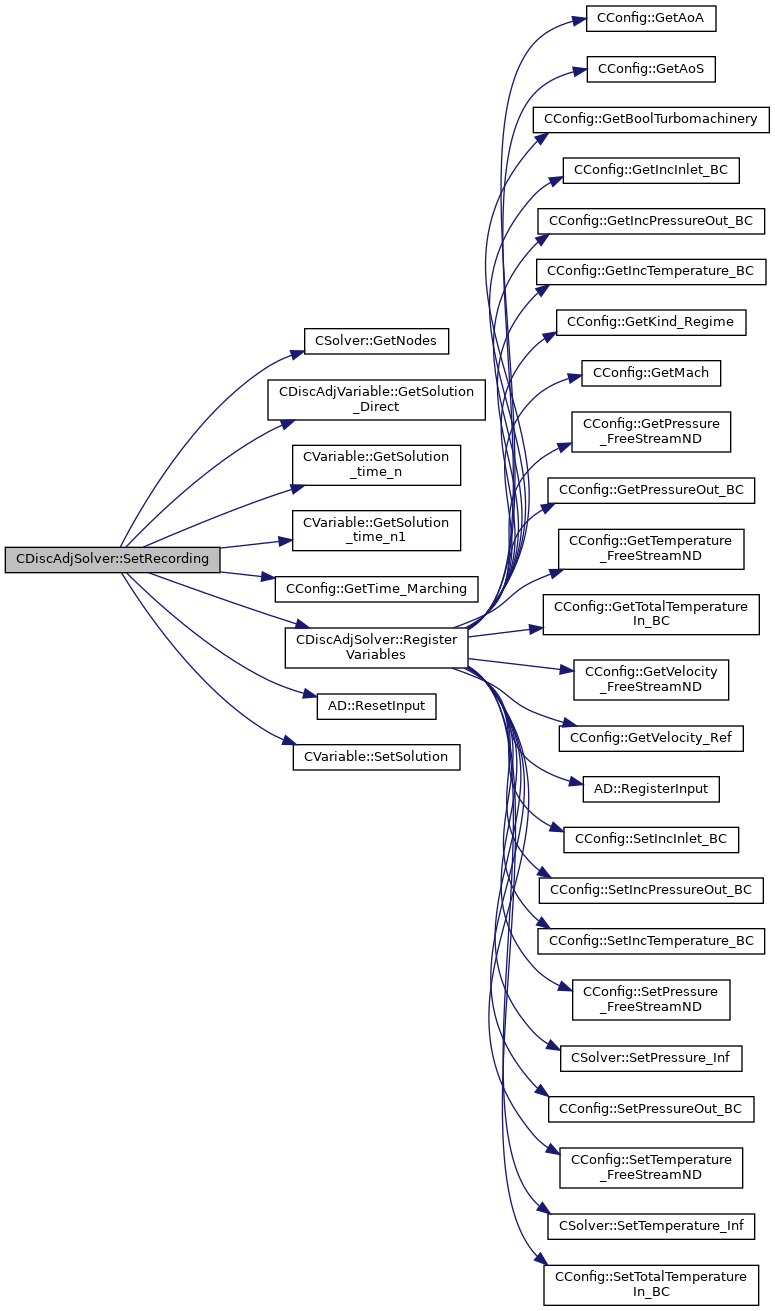 CDiscAdjSolver::SetRecording
CSolver::GetNodes
CDiscAdjVariable::GetSolution
_Direct
CVariable::GetSolution
_time_n
CVariable::GetSolution
_time_n1
CConfig::GetTime_Marching
CDiscAdjSolver::Register
Variables
AD::ResetInput
CVariable::SetSolution
CConfig::GetAoA
CConfig::GetAoS
CConfig::GetBoolTurbomachinery
CConfig::GetIncInlet_BC
CConfig::GetIncPressureOut_BC
CConfig::GetIncTemperature_BC
CConfig::GetKind_Regime
CConfig::GetMach
CConfig::GetPressure
_FreeStreamND
CConfig::GetPressureOut_BC
CConfig::GetTemperature
_FreeStreamND
CConfig::GetTotalTemperature
In_BC
CConfig::GetVelocity
_FreeStreamND
CConfig::GetVelocity_Ref
AD::RegisterInput
CConfig::SetIncInlet_BC
CConfig::SetIncPressureOut_BC
CConfig::SetIncTemperature_BC
CConfig::SetPressure
_FreeStreamND
CSolver::SetPressure_Inf
CConfig::SetPressureOut_BC
CConfig::SetTemperature
_FreeStreamND
CSolver::SetTemperature_Inf
CConfig::SetTotalTemperature
In_BC